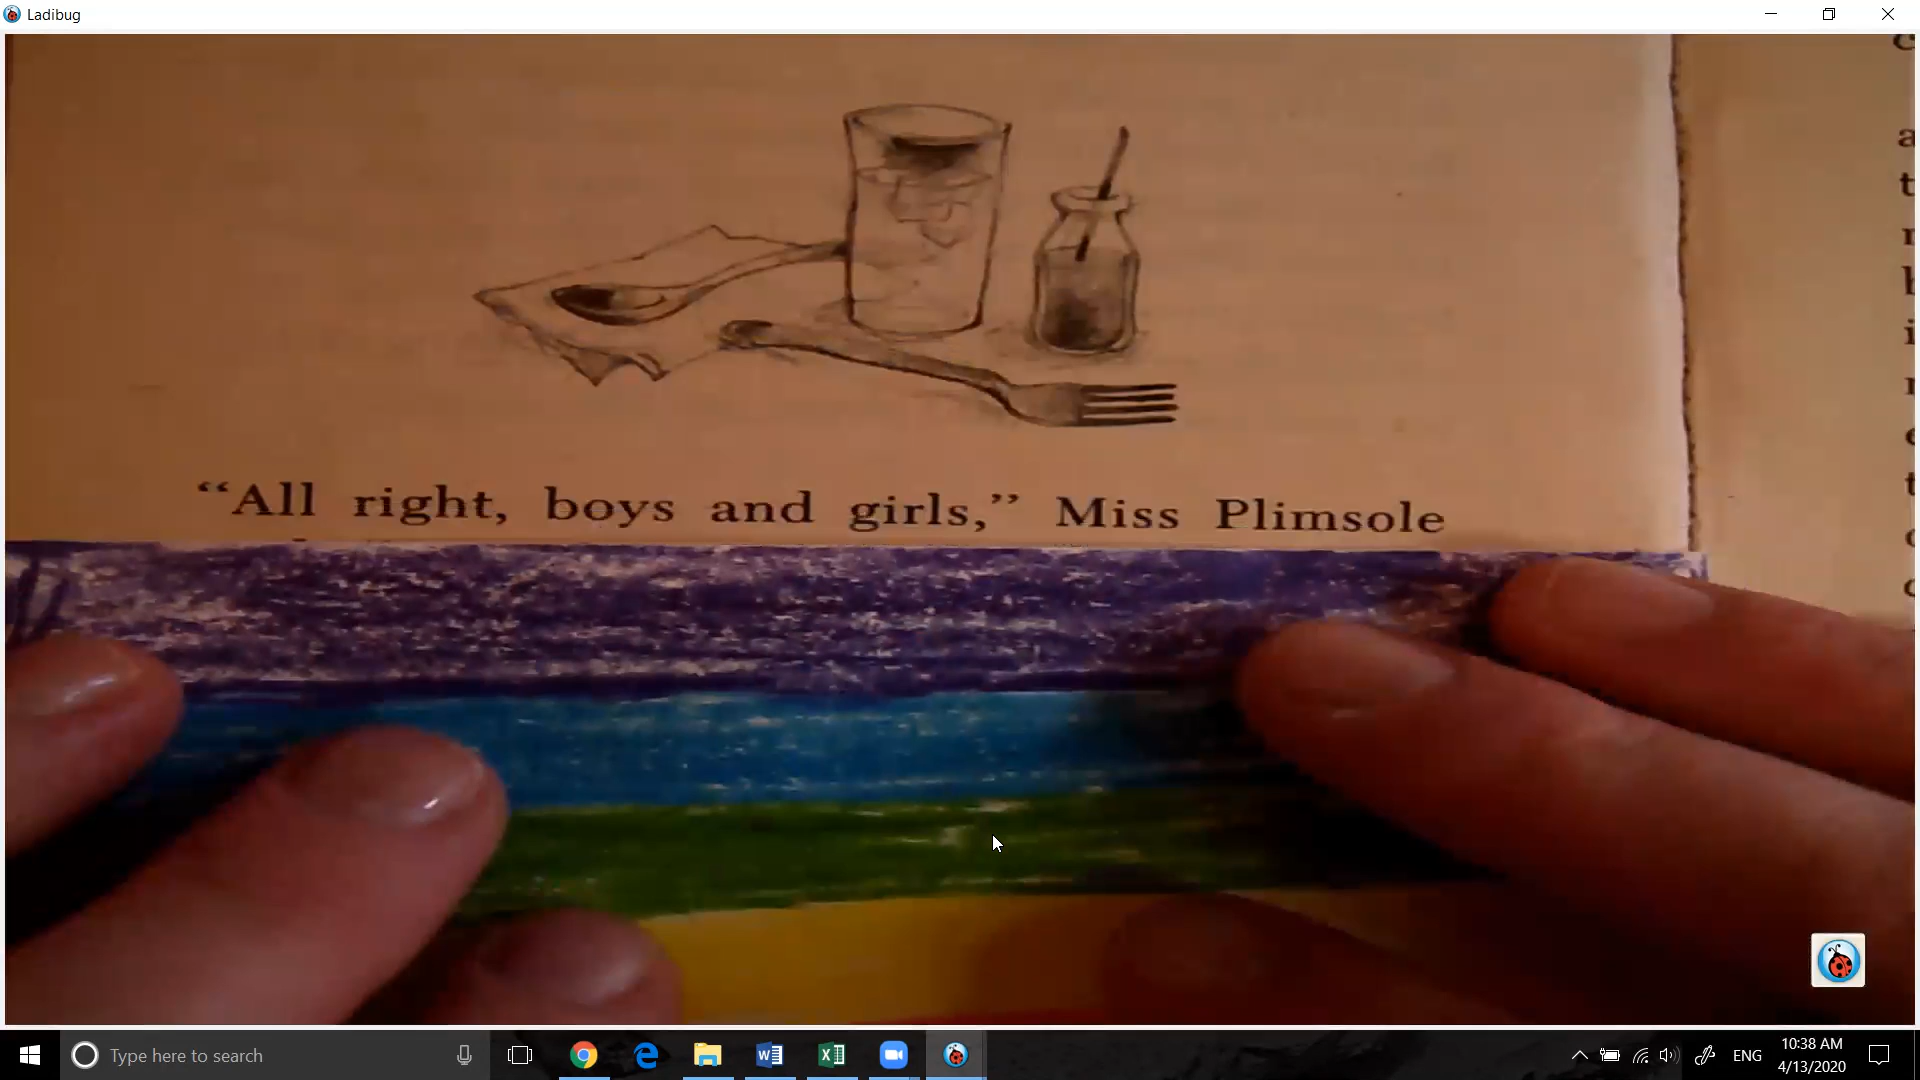 Ladibug
“All right, boys and girls,” Miss Plimsole
Type here to search
ENG
10:38 AM
4/13/2020